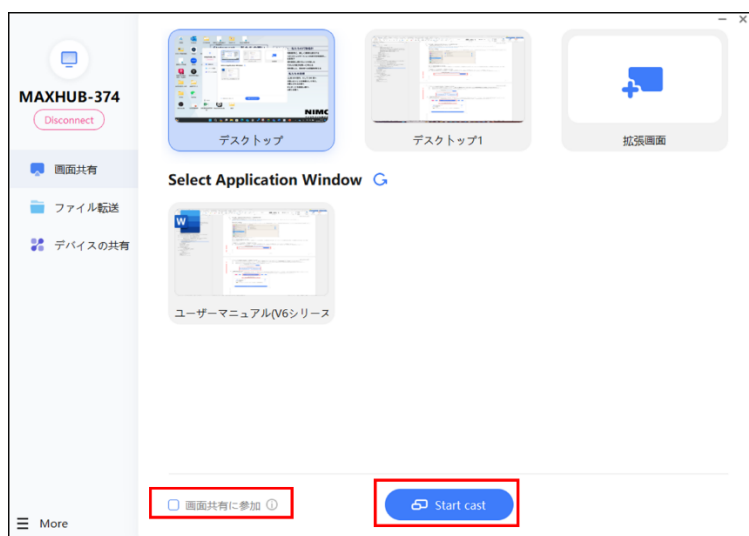 MAXHUB-374
Disconnect
画面共有
ファイル転送
デバイスの共有
More
デスクトップ
デスクトップ1
拡張画面
Select Application Window
W
ユーザーマニュアル(V6シリーズ
画面共有に参加
Start cast